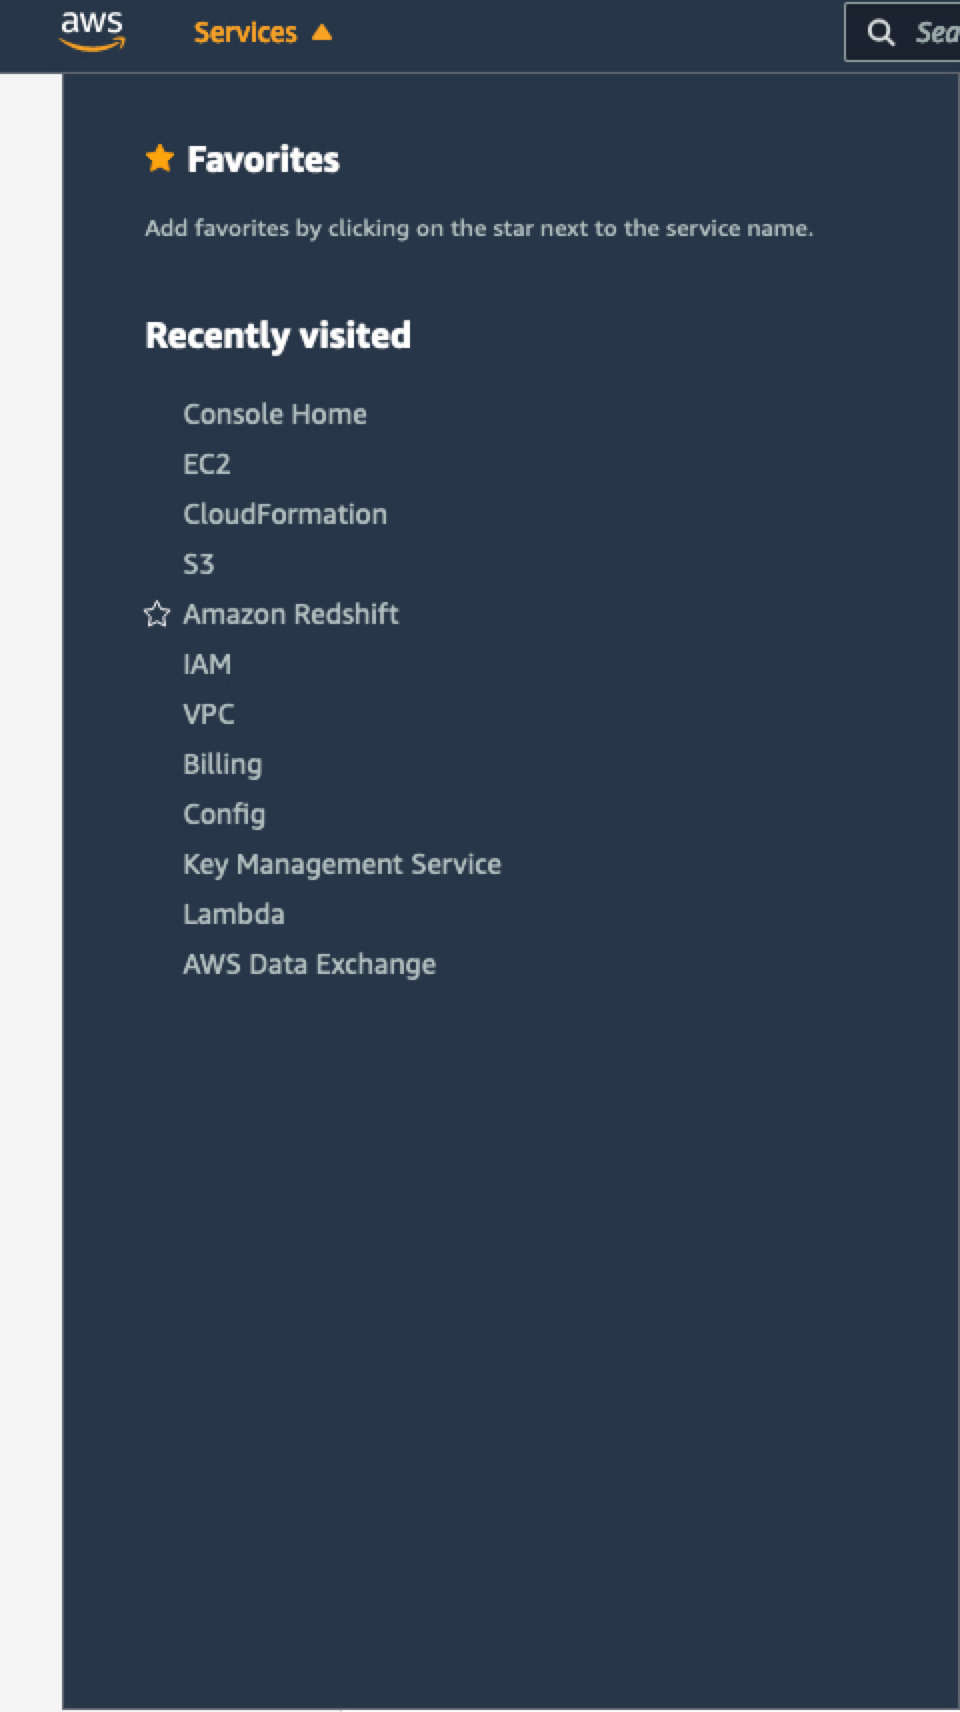 aws
Services
Favorites
Add favorites by clicking on the star next to the service name.
Recently visited
Console Home
EC2
CloudFormation
S3
Amazon Redshift
IAM
VPC
Billing
Config
Key Management Service
Lambda
AWS Data Exchange